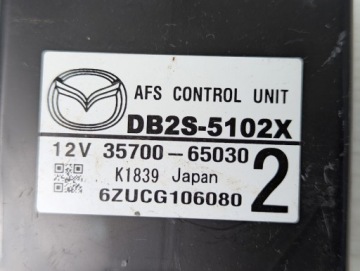 AFS CONTROL UNIT
DB2S-5102X
12V 35700-65030
K1839 Japan
6ZUCG106080
2